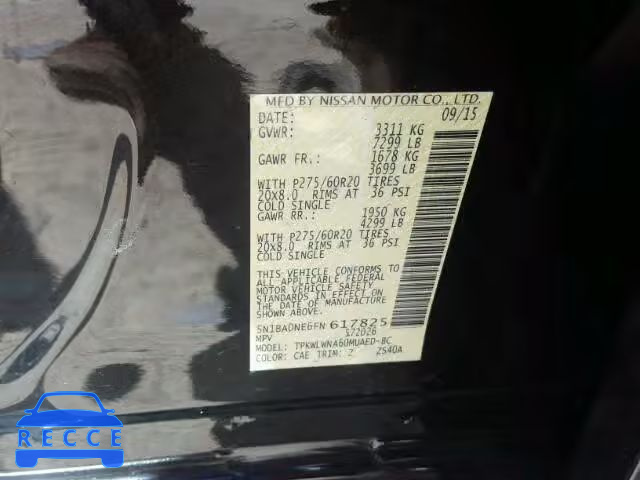 MFD BY NISSAN MOTOR CO., LTD.
DATE: 09/15
GVWR: 3311 KG
7299 LB
GAWR FR.: 1678 KG
3699 LB
WITH P275/60R20 TIRES
20X8.0 RIMS AT 36 PSI
COLD SINGLE
GAWR RR.: 1950 KG
4299 LB
WITH P275/60R20 TIRES
20X8.0 RIMS AT 36 PSI
COLD SINGLE
THIS VEHICLE CONFORMS TO
ALL APPLICABLE FEDERAL
MOTOR VEHICLE SAFETY
STANDARDS IN EFFECT ON
THE DATE OF MANUFACTURE
SHOWN ABOVE.
5N1BADNE6FN 617825
MPV S72026
MODEL: TPKWLWNA60MUAED-BC
COLOR: CAE TRIM: Z ZS40A
RECCE